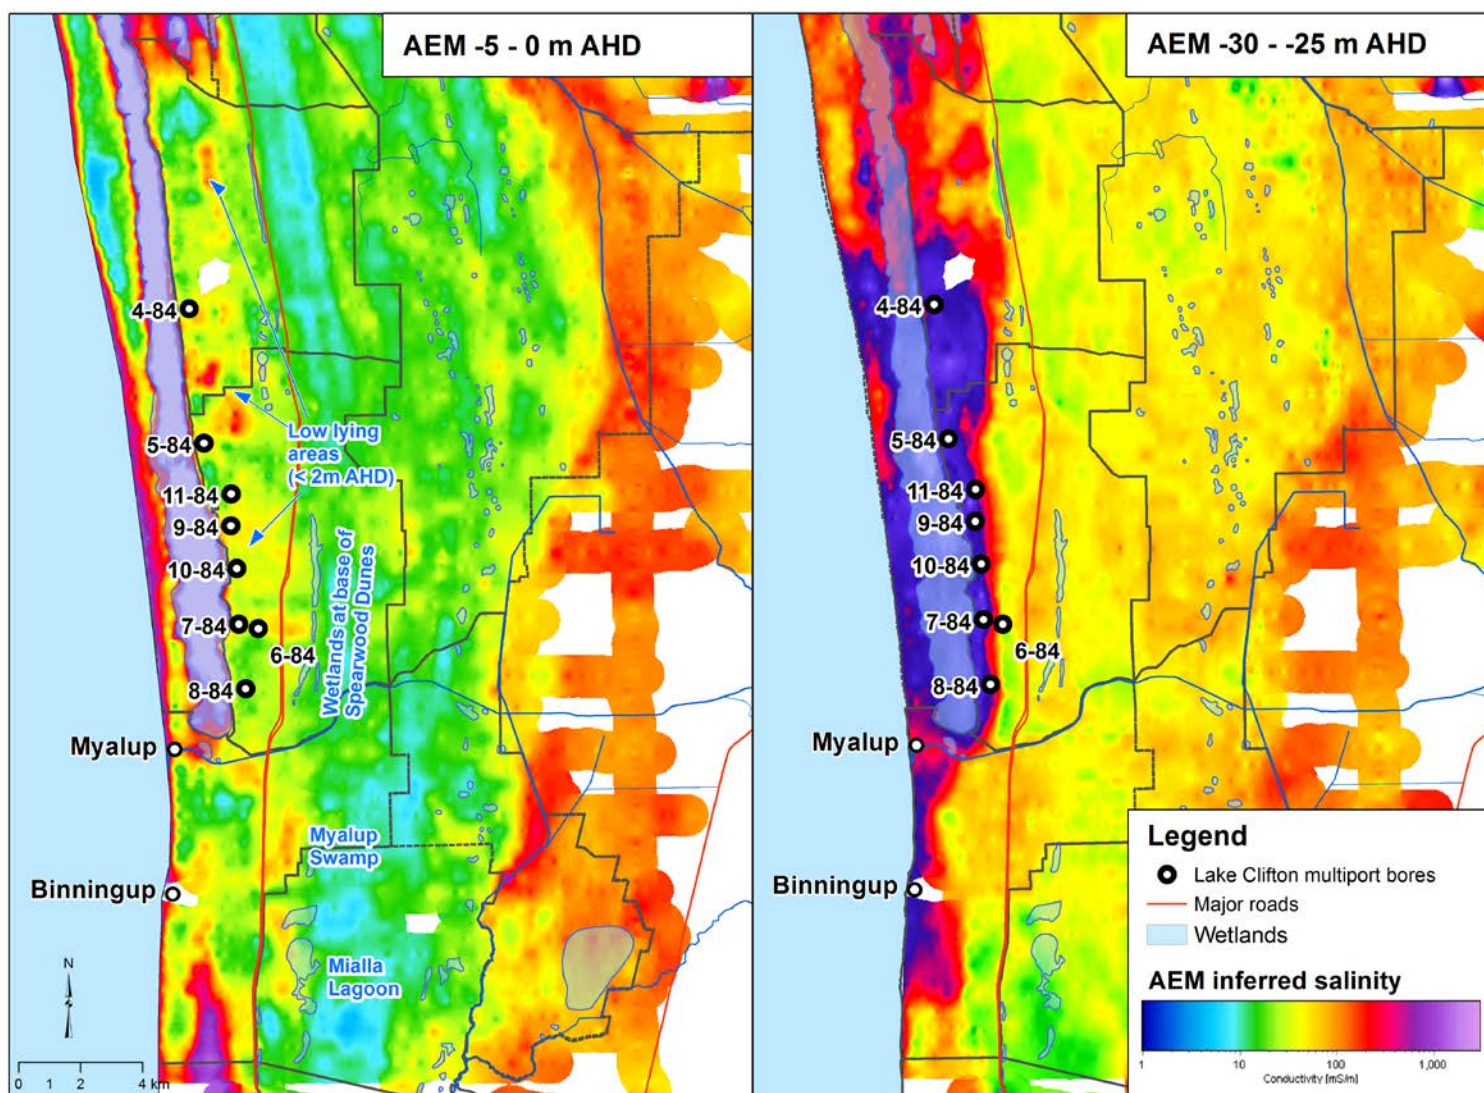 AEM -5 - 0 m AHD
4-84
5-84
Low lying
areas
(< 2m AHD)
11-84
9-84
10-84
7-84
6-84
8-84
Wetlands at base of
Spearwood Dunes
Myalup
Myalup
Swamp
Binningup
Mialla
Lagoon
N
0 1 2 4 km
AEM -30 - -25 m AHD
4-84
5-84
11-84
9-84
10-84
7-84
6-84
8-84
Myalup
Binningup
Legend
Lake Clifton multiport bores
Major roads
Wetlands
AEM inferred salinity
1 10 100 1,000
Conductivity [mS/m]